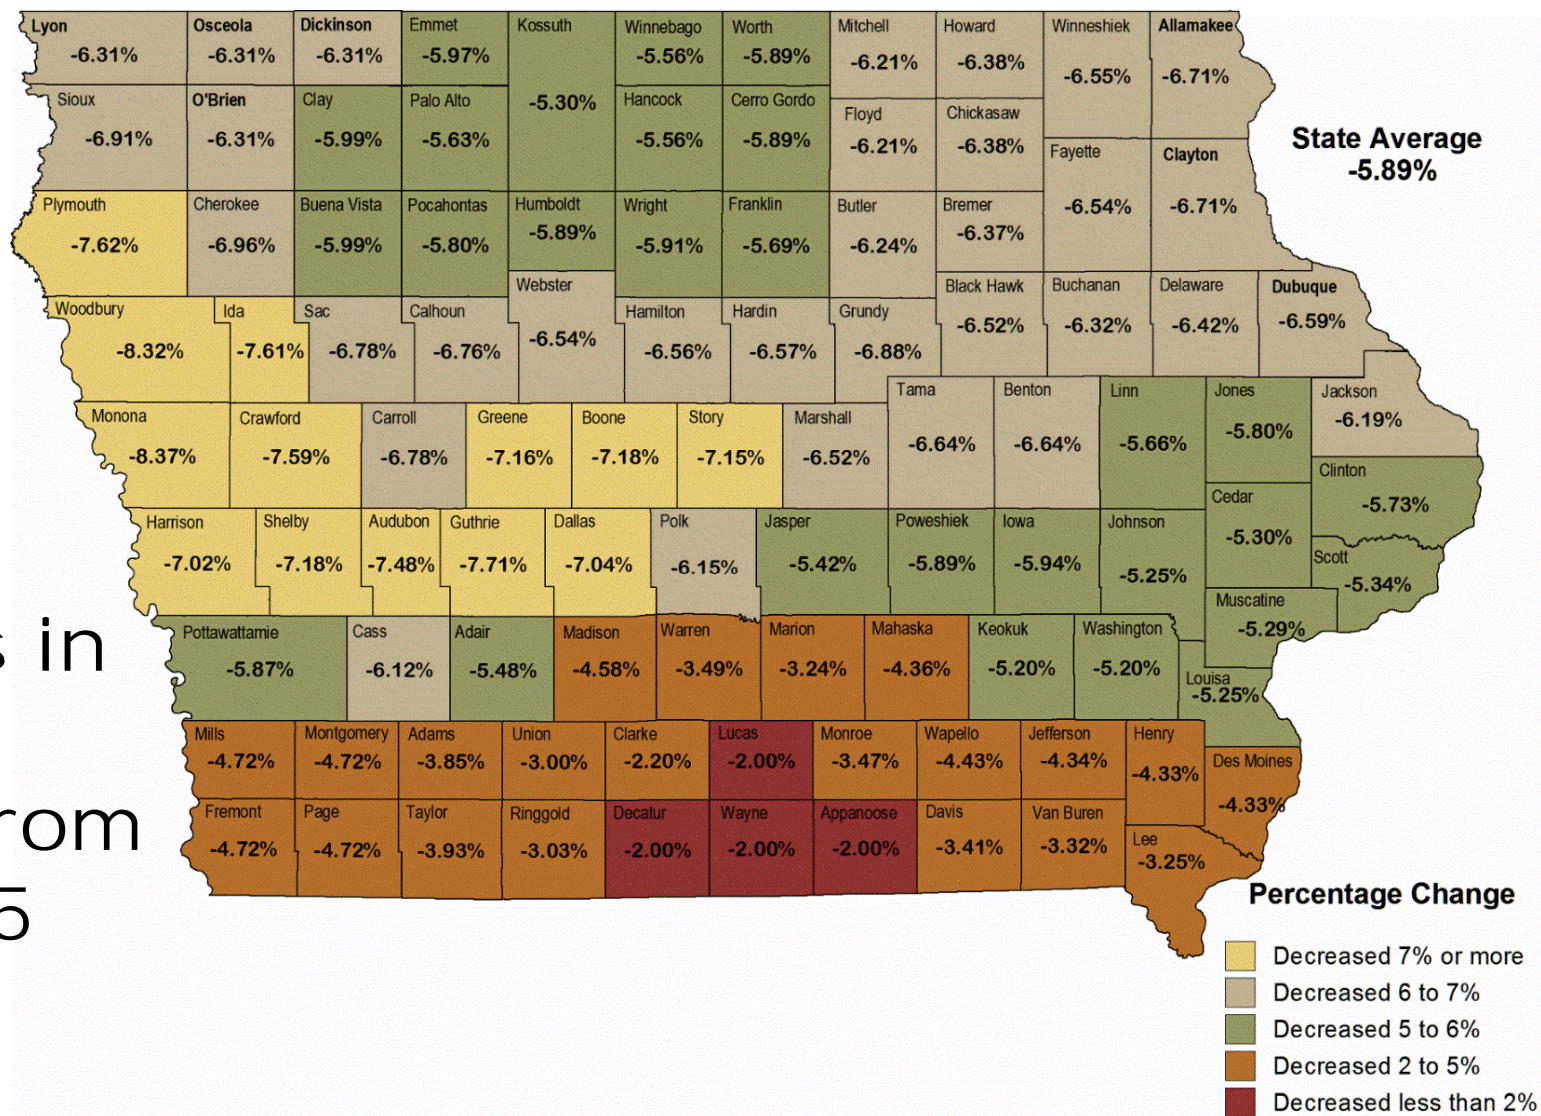 Lyon
-6.31%
Osceola
-6.31%
Dickinson
-6.31%
Emmet
-5.97%
Kossuth
-5.30%
Winnebago
-5.56%
Worth
-5.89%
Mitchell
-6.21%
Howard
-6.38%
Winneshiek
-6.55%
Allamakee
-6.71%
Sioux
-6.91%
O'Brien
-6.31%
Clay
-5.99%
Palo Alto
-5.63%
Hancock
-5.56%
Cerro Gordo
-5.89%
Floyd
-6.21%
Chickasaw
-6.38%
Fayette
-6.54%
Clayton
-6.71%
State Average
-5.89%
Plymouth
-7.62%
Cherokee
-6.96%
Buena Vista
-5.99%
Pocahontas
-5.80%
Humboldt
-5.89%
Wright
-5.91%
Franklin
-5.69%
Butler
-6.24%
Bremer
-6.37%
Woodbury
-8.32%
Ida
-7.61%
Sac
-6.78%
Calhoun
-6.76%
Webster
-6.54%
Hamilton
-6.56%
Hardin
-6.57%
Grundy
-6.88%
Black Hawk
-6.52%
Buchanan
-6.32%
Delaware
-6.42%
Dubuque
-6.59%
Monona
-8.37%
Crawford
-7.59%
Carroll
-6.78%
Greene
-7.16%
Boone
-7.18%
Story
-7.15%
Marshall
-6.52%
Tama
-6.64%
Benton
-6.64%
Linn
-5.66%
Jones
-5.80%
Jackson
-6.19%
Clinton
-5.73%
Cedar
-5.30%
Harrison
-7.02%
Shelby
-7.18%
Audubon
-7.48%
Guthrie
-7.71%
Dallas
-7.04%
Polk
-6.15%
Jasper
-5.42%
Poweshiek
-5.89%
Iowa
-5.94%
Johnson
-5.25%
Scott
-5.34%
Muscatine
-5.29%
s in
Pottawattamie
-5.87%
Cass
-6.12%
Adair
-5.48%
Madison
-4.58%
Warren
-3.49%
Marion
-3.24%
Mahaska
-4.36%
Keokuk
-5.20%
Washington
-5.20%
Louisa
-5.25%
Mills
-4.72%
Montgomery
-4.72%
Adams
-3.85%
Union
-3.00%
Clarke
-2.20%
Lucas
-2.00%
Monroe
-3.47%
Wapello
-4.43%
Jefferson
-4.34%
Henry
-4.33%
Des Moines
-4.33%
rom
5
Fremont
-4.72%
Page
-4.72%
Taylor
-3.93%
Ringgold
-3.03%
Decatur
-2.00%
Wayne
-2.00%
Appanoose
-2.00%
Davis
-3.41%
Van Buren
-3.32%
Lee
-3.25%
Percentage Change
Decreased 7% or more
Decreased 6 to 7%
Decreased 5 to 6%
Decreased 2 to 5%
Decreased less than 2%